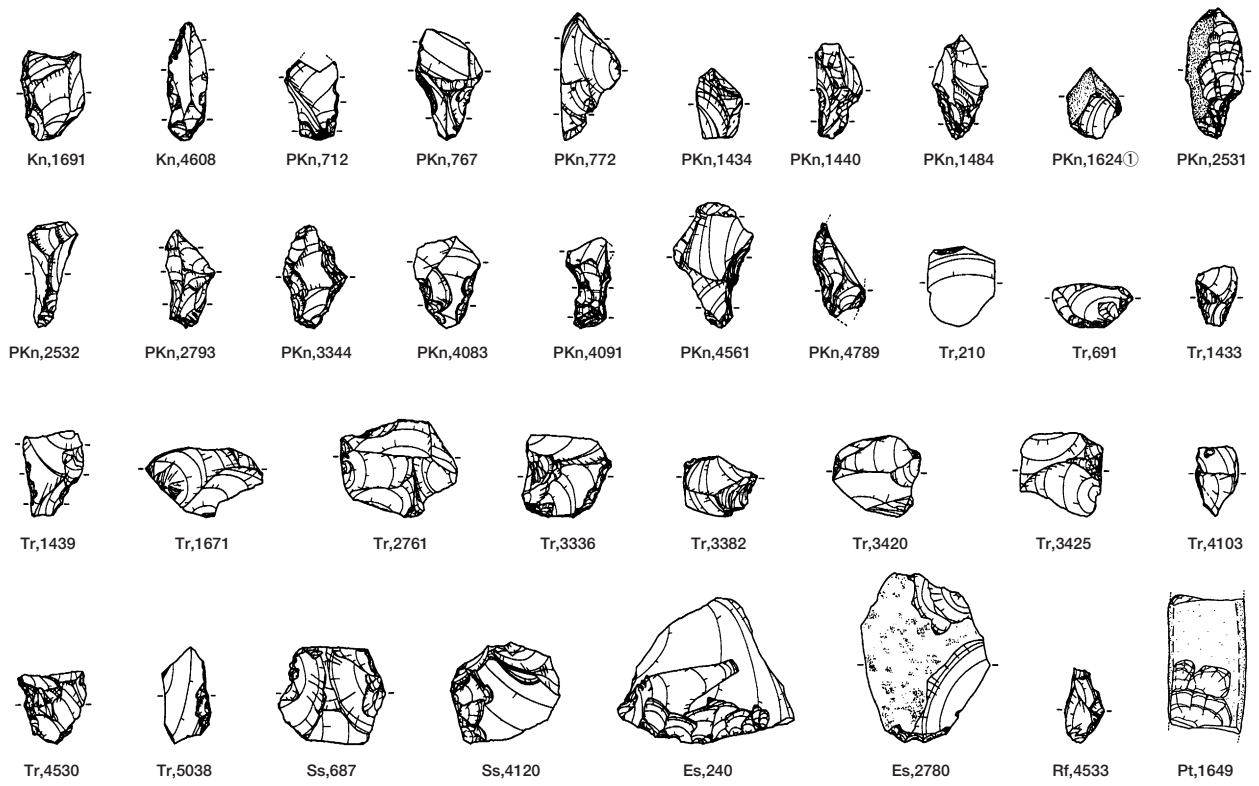 Kn,1691 Kn,4608 PKn,712 PKn,767 PKn,772 PKn,1434 PKn,1440 PKn,1484 PKn,1624① PKn,2531
PKn,2532 PKn,2793 PKn,3344 PKn,4083 PKn,4091 PKn,4561 PKn,4789 Tr,210 Tr,691 Tr,1433
Tr,1439 Tr,1671 Tr,2761 Tr,3336 Tr,3382 Tr,3420 Tr,3425 Tr,4103
Tr,4530 Tr,5038 Ss,687 Ss,4120 Es,240 Es,2780 Rf,4533 Pt,1649